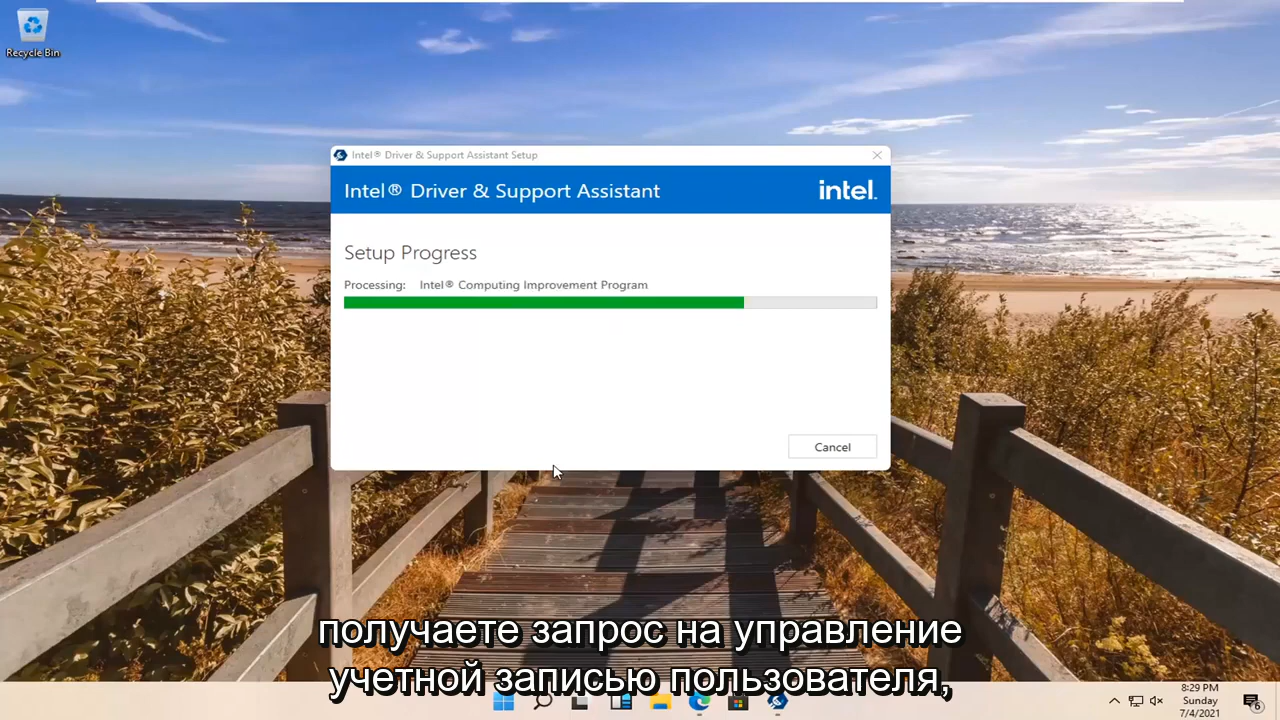 Recycle Bin
Intel® Driver & Support Assistant Setup
Intel® Driver & Support Assistant
intel.
Setup Progress
Processing: Intel® Computing Improvement Program
Cancel
получаете запрос на управление
учетной записью пользователя,
8:29 PM
Sunday
7/4/2021
6